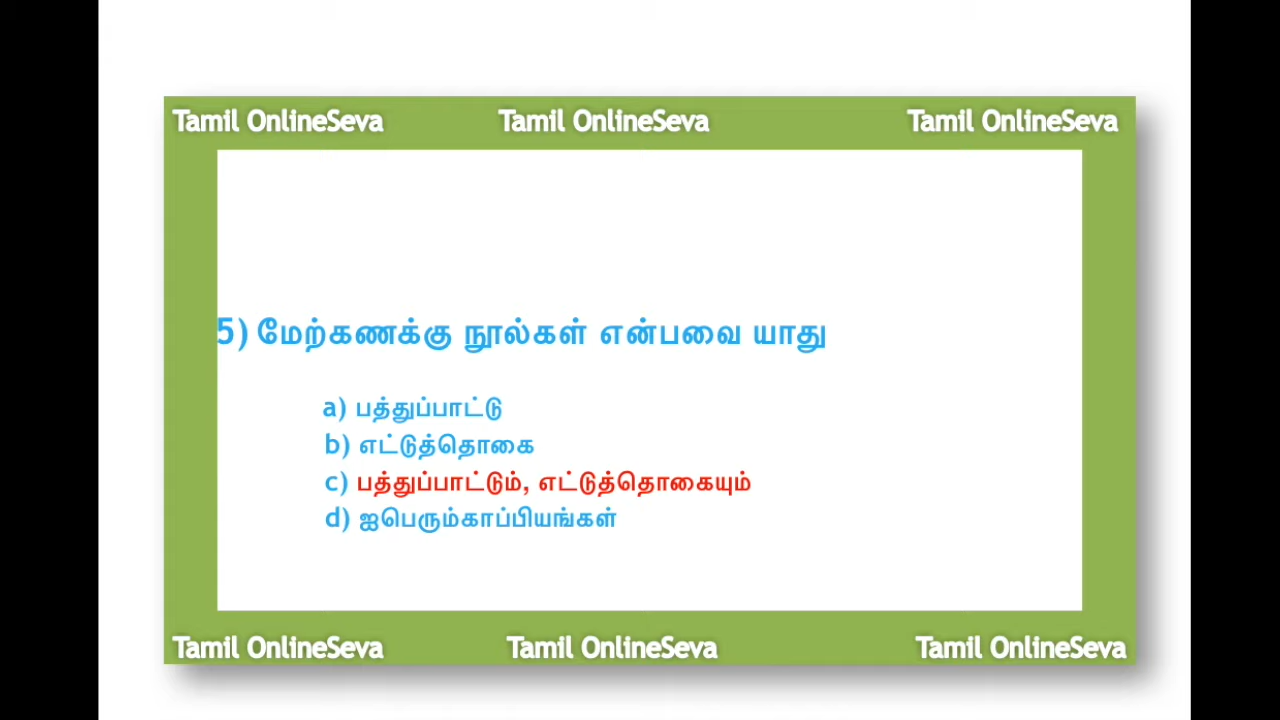 Tamil OnlineSeva Tamil OnlineSeva Tamil OnlineSeva
5) மேற்கணக்கு நூல்கள் என்பவை யாது
a) பத்துப்பாட்டு
b) எட்டுத்தொகை
c) பத்துப்பாட்டும், எட்டுத்தொகையும்
d) ஐபெரும்காப்பியங்கள்
Tamil OnlineSeva Tamil OnlineSeva Tamil OnlineSeva